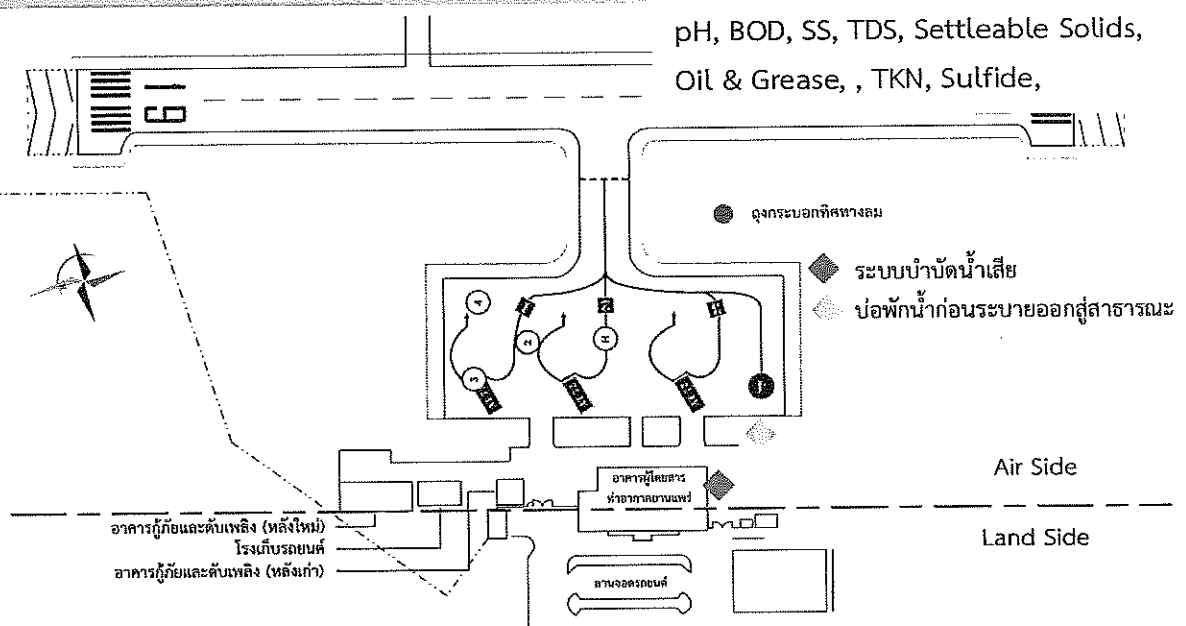 pH, BOD, SS, TDS, Settleable Solids,
Oil & Grease, , TKN, Sulfide,
ถุงกระบอกทิศทางลม
ระบบบำบัดน้ำเสีย
บ่อพักน้ำก่อนระบายออกสู่สาธารณะ
4
2
H
3
Air Side
อาคารผู้โดยสาร
ท่าอากาศยานแพร่
Land Side
อาคารกู้ภัยและดับเพลิง (หลังใหม่)
โรงเก็บรถยนต์
อาคารกู้ภัยและดับเพลิง (หลังเก่า)
ลานจอดรถยนต์